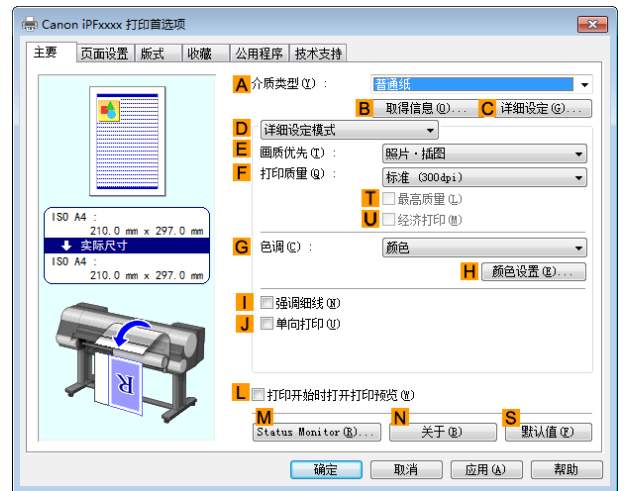 Canon iPFxxxx 打印首选项
主要 页面设置 版式 收藏 公用程序 技术支持
A 介质类型(Y) : 普通纸
B 取得信息(Q)... C 详细设定(G)...
D 详细设定模式
E 画质优先(T) : 照片・插图
F 打印质量(Q) : 标准 (300dpi)
T 最高质量(L)
U 经济打印(M)
ISO A4 :
210.0 mm x 297.0 mm
实际尺寸
ISO A4 :
210.0 mm x 297.0 mm
G 色调(C) : 颜色
H 颜色设置(E)...
I 强调细线(N)
J 单向打印(U)
R
L 打印开始时打开打印预览(W)
M N S
Status Monitor(R)... 关于(B) 默认值(F)
确定 取消 应用(A) 帮助